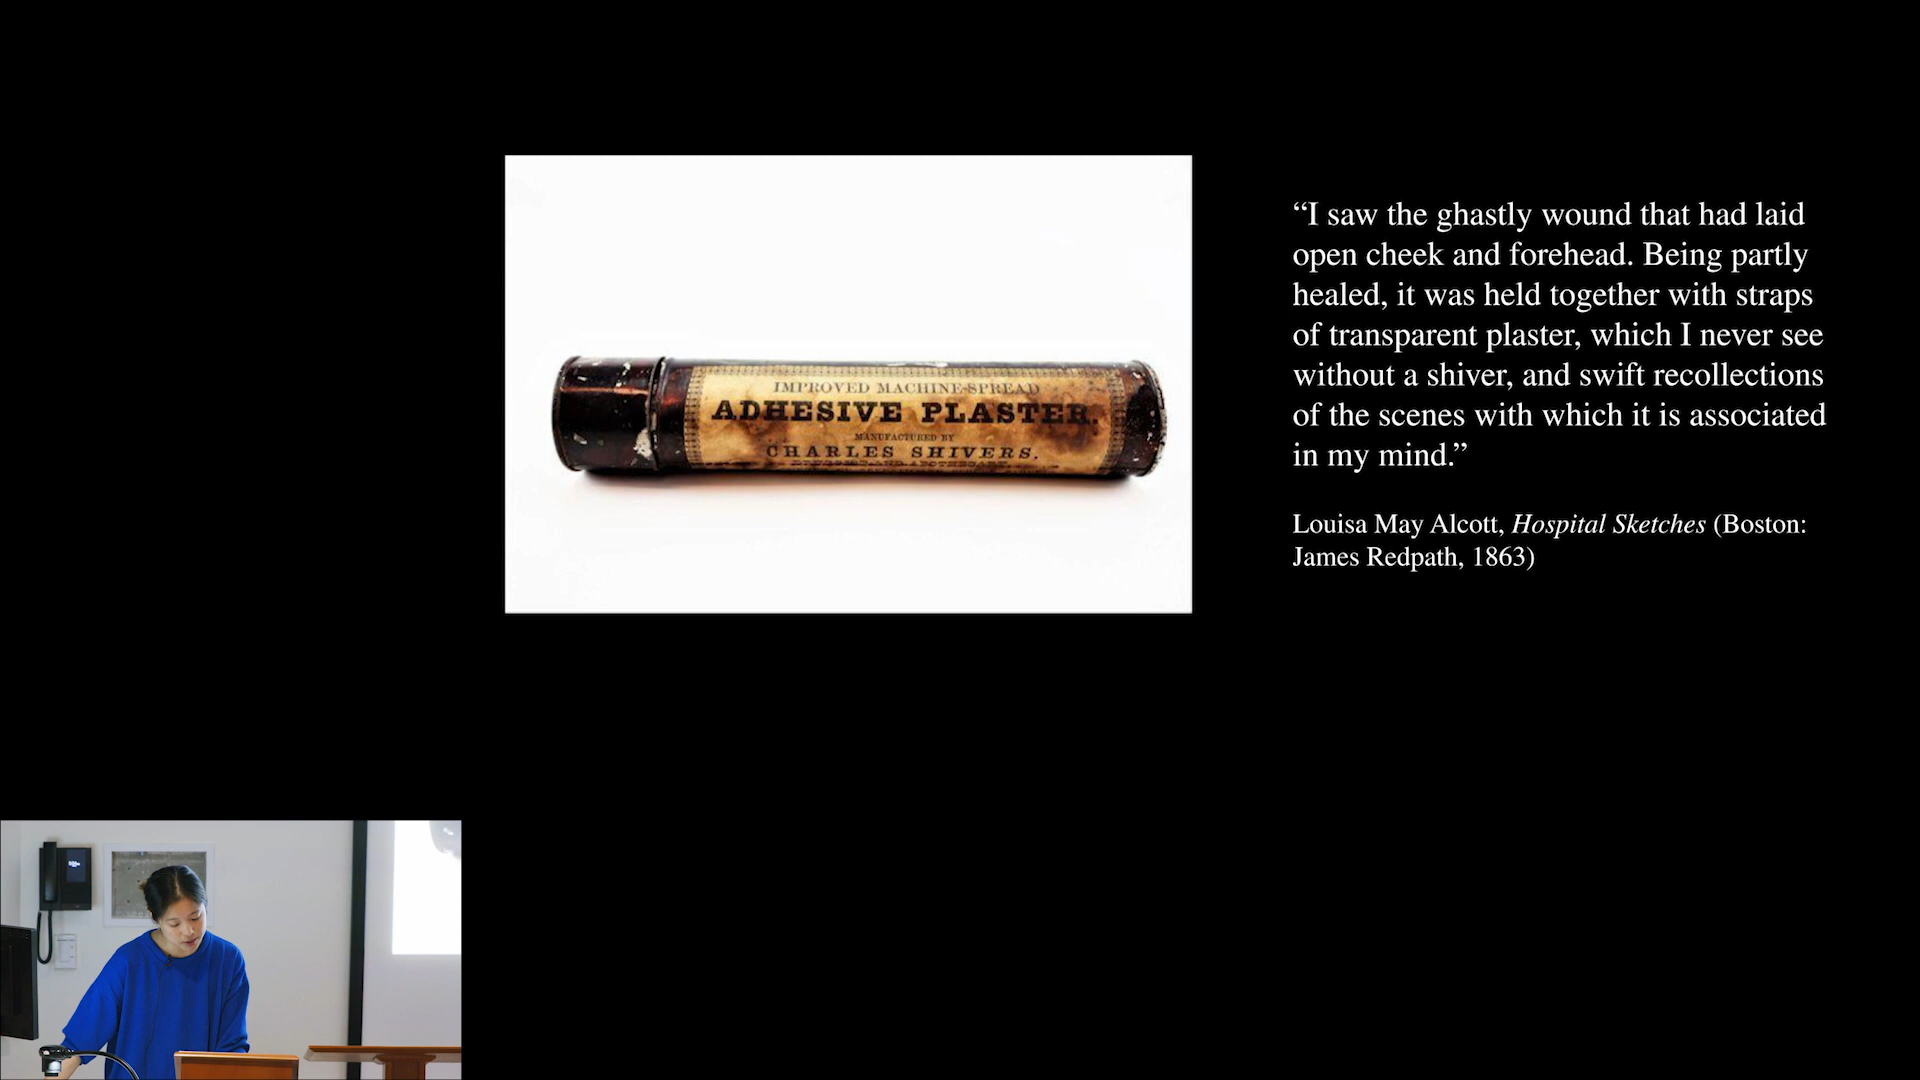 IMPROVED MACHINE-SPREAD
ADHESIVE PLASTER.
MANUFACTURED BY
CHARLES SHIVERS.
“I saw the ghastly wound that had laid
open cheek and forehead. Being partly
healed, it was held together with straps
of transparent plaster, which I never see
without a shiver, and swift recollections
of the scenes with which it is associated
in my mind.”
Louisa May Alcott, Hospital Sketches (Boston:
James Redpath, 1863)